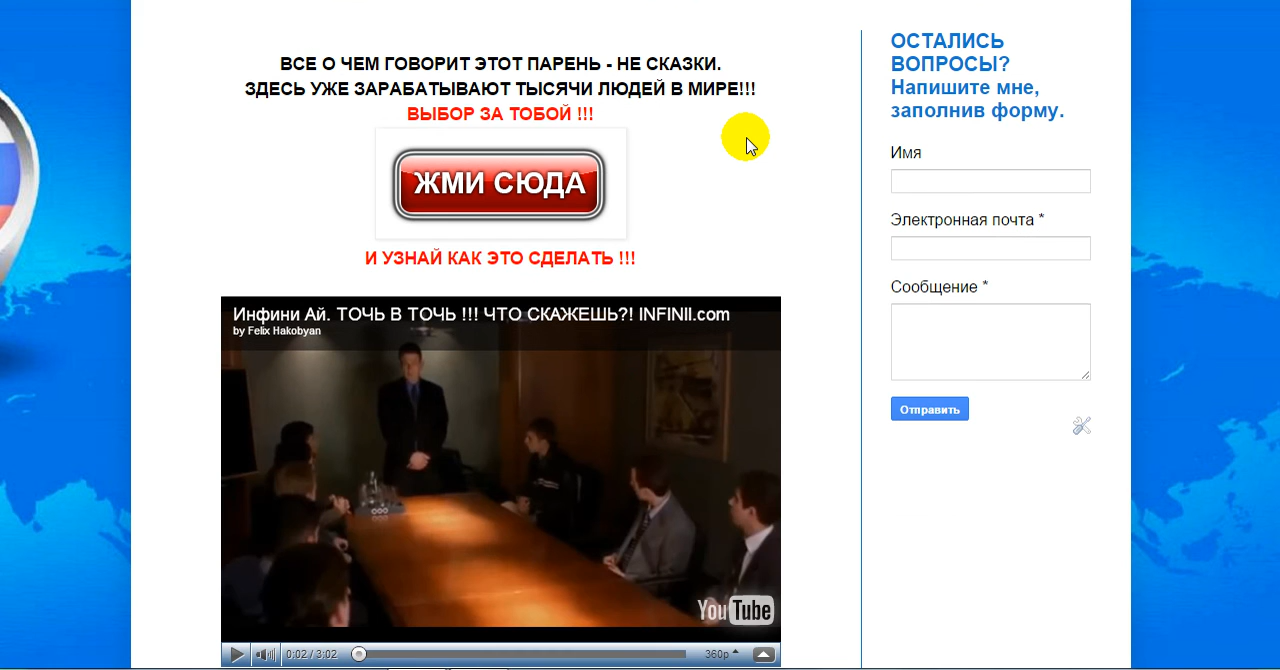 ВСЕ О ЧЕМ ГОВОРИТ ЭТОТ ПАРЕНЬ - НЕ СКАЗКИ.
ЗДЕСЬ УЖЕ ЗАРАБАТЫВАЮТ ТЫСЯЧИ ЛЮДЕЙ В МИРЕ!!!
ВЫБОР ЗА ТОБОЙ !!!
ЖМИ СЮДА
И УЗНАЙ КАК ЭТО СДЕЛАТЬ !!!
Инфини Ай. ТОЧЬ В ТОЧЬ !!! ЧТО СКАЖЕШЬ?! INFINII.com
by Felix Hakobyan
YouTube
0:02 / 3:02
360p
ОСТАЛИСЬ
ВОПРОСЫ?
Напишите мне,
заполнив форму.
Имя
Электронная почта *
Сообщение *
Отправить